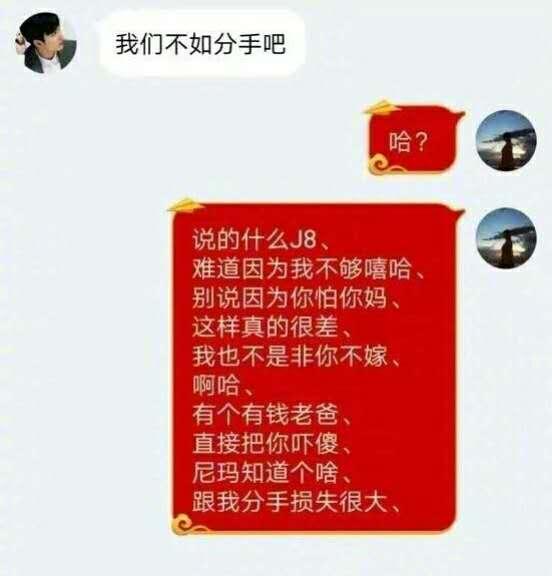 我们不如分手吧
哈?
说的什么J8、
难道因为我不够嘻哈、
别说因为你怕你妈、
这样真的很差、
我也不是非你不嫁、
啊哈、
有个有钱老爸、
直接把你吓傻、
尼玛知道个啥、
跟我分手损失很大、